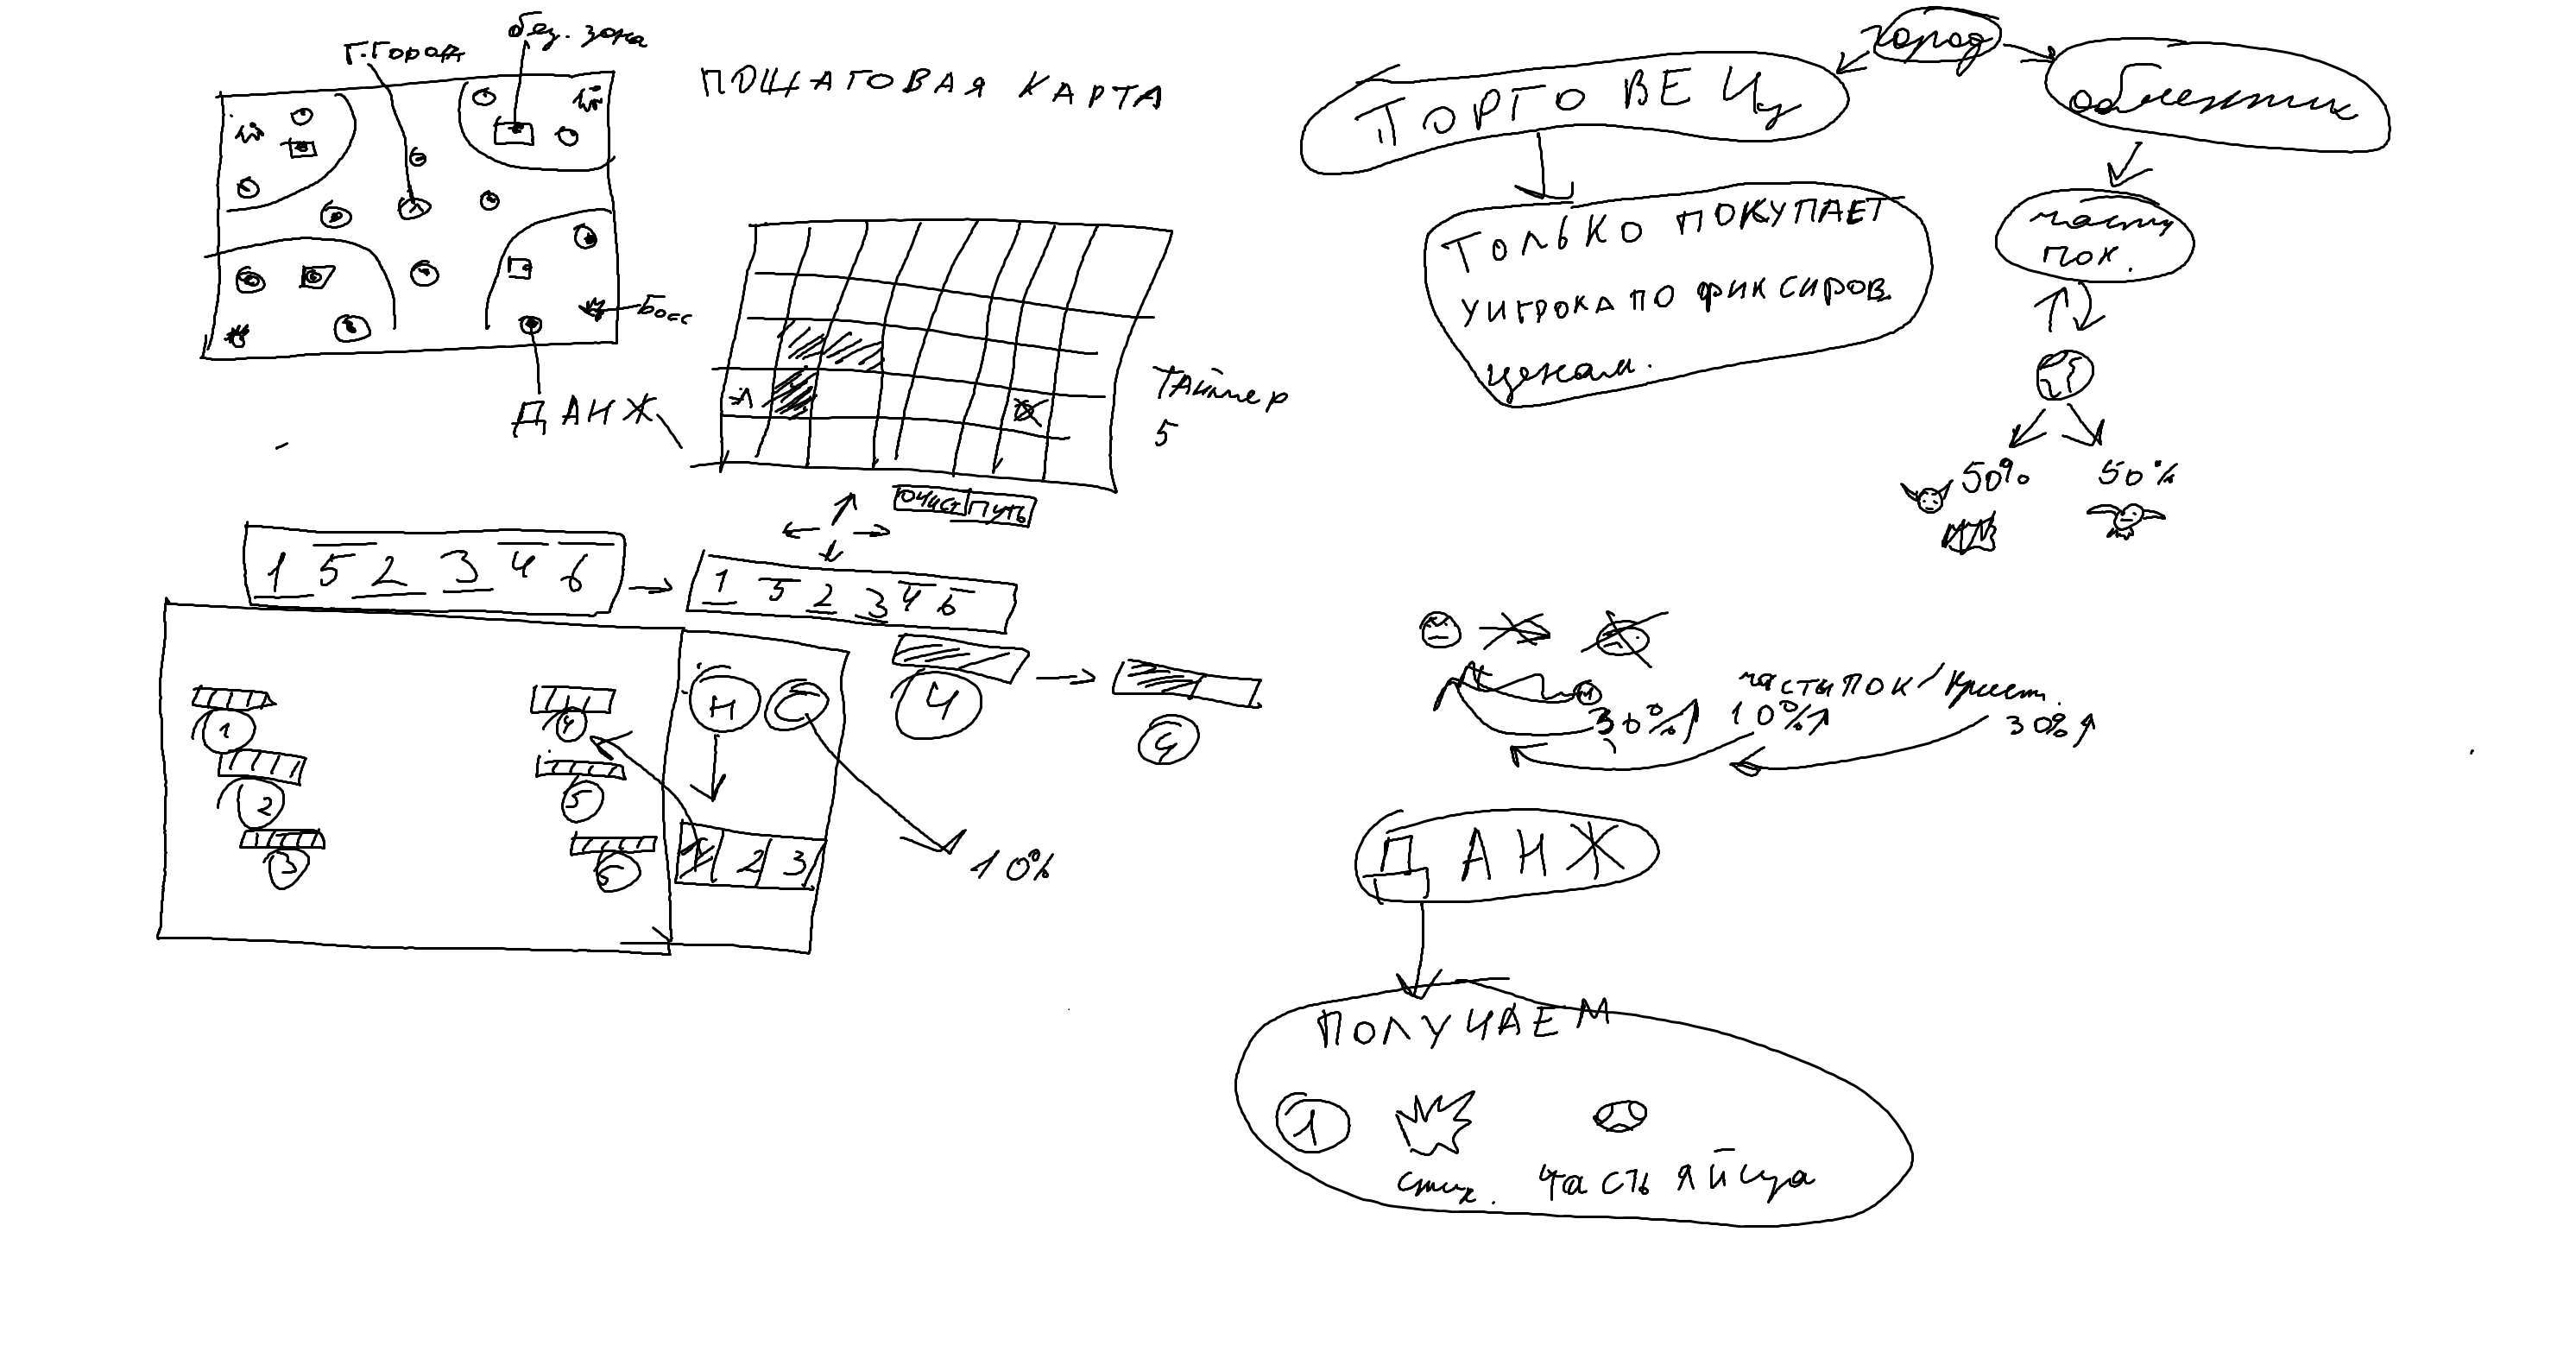 Г.Город
без. зона
ПОШАГОВАЯ КАРТА
Босс
ДАНЖ
Таймер
5
Очист Путь
1 5 2 3 4 6
1 5 2 3 4 6
1
2
3
4
5
6
Н
С
1 2 3
10%
4
город
ТОРГОВЕЦ
обменник
ТОЛЬКО ПОКУПАЕТ
У ИГРОКА ПО ФИКСИРОВ
ценам.
части
пок.
50%
50%
части ПОК/Крист.
30%
10%
30%
ДАНЖ
ПОЛУЧАЕМ
1
часть яйца